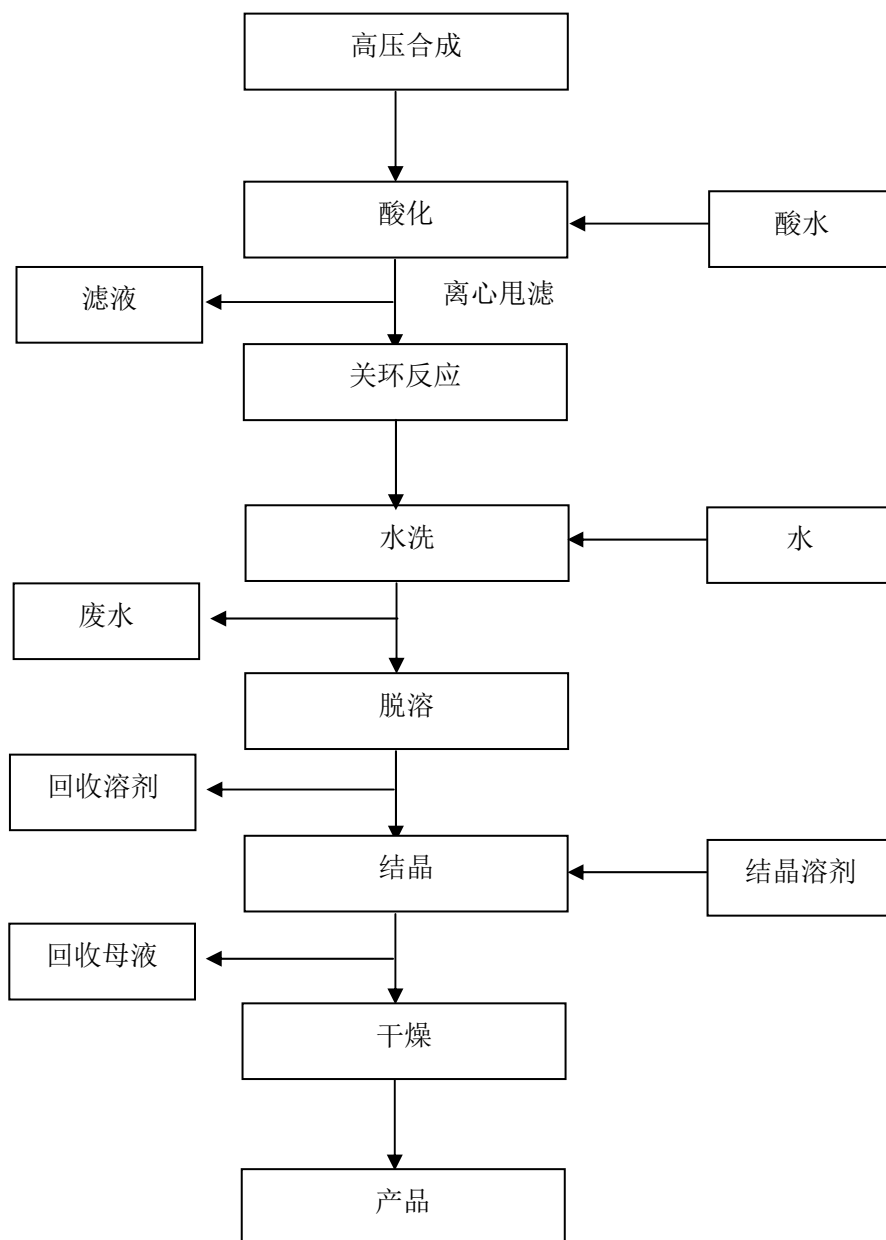 高压合成
酸化
酸水
滤液
离心甩滤
关环反应
水洗
水
废水
脱溶
回收溶剂
结晶
结晶溶剂
回收母液
干燥
产品